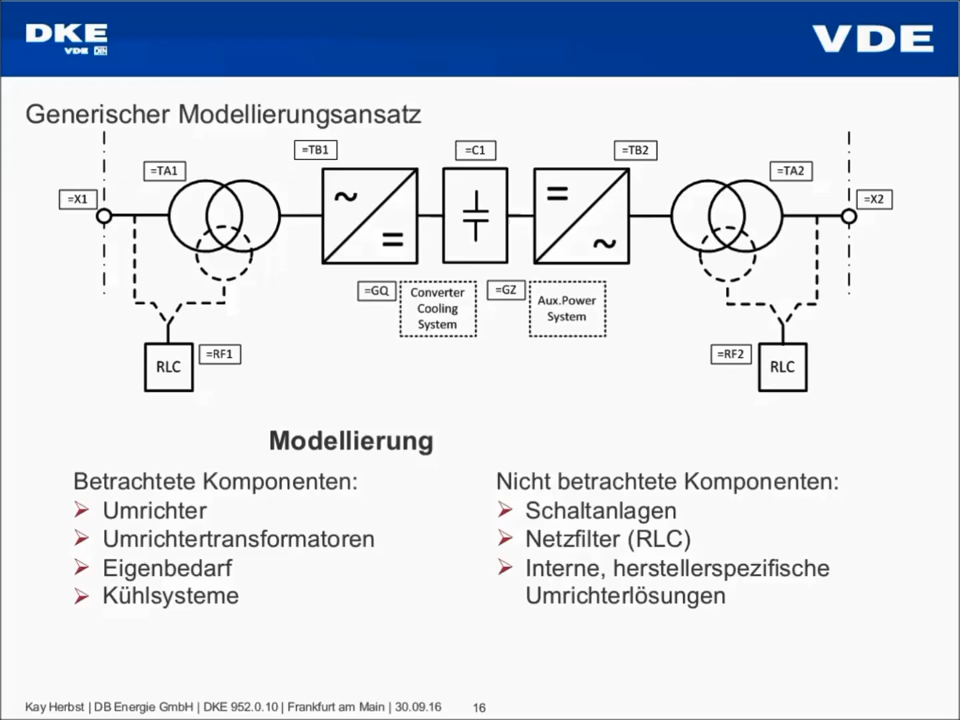 DKE
VDE DIN
VDE
Generischer Modellierungsansatz
=TB1
=C1
=TB2
=TA1
=TA2
=X1
=X2
~
=
=
~
=GQ
Converter
Cooling
System
=GZ
Aux.Power
System
=RF1
RLC
=RF2
RLC
Modellierung
Betrachtete Komponenten:
Umrichter
Umrichtertransformatoren
Eigenbedarf
Kühlsysteme
Nicht betrachtete Komponenten:
Schaltanlagen
Netzfilter (RLC)
Interne, herstellerspezifische
Umrichterlösungen
Kay Herbst | DB Energie GmbH | DKE 952.0.10 | Frankfurt am Main | 30.09.16
16